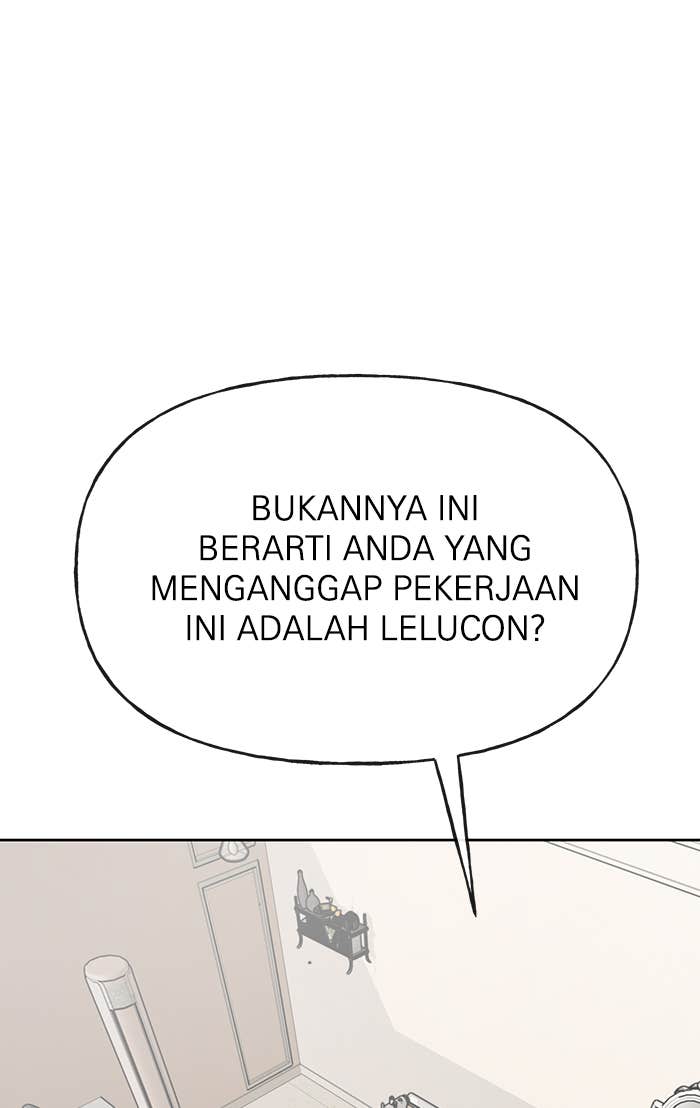 BUKANNYA INI
BERARTI ANDA YANG
MENGANGGAP PEKERJAAN
INI ADALAH LELUCON?